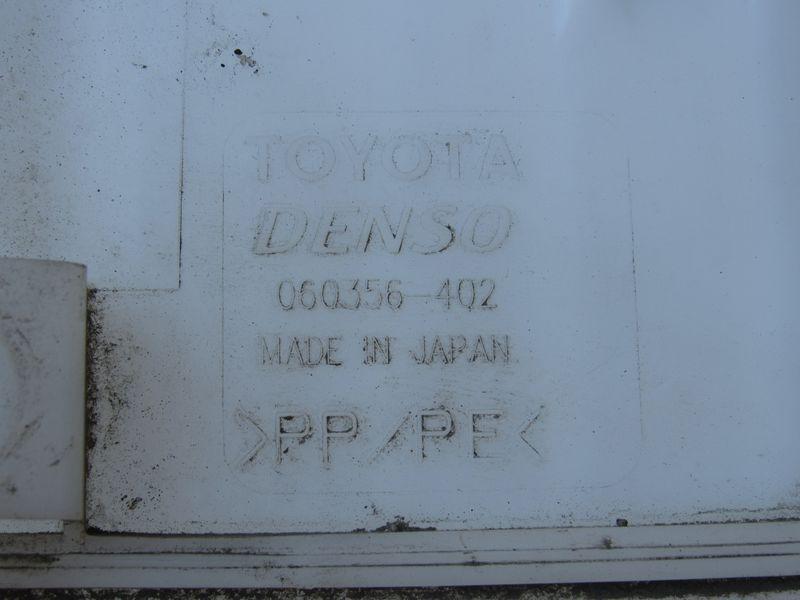 TOYOTA
DENSO
060356-402
MADE IN JAPAN
>PP/PE<